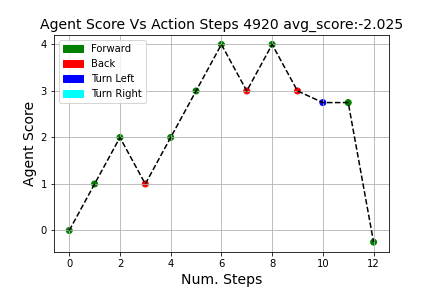 Agent Score Vs Action Steps 4920 avg_score:-2.025
4
3
2
1
0
Agent Score
Forward
Back
Turn Left
Turn Right
0 2 4 6 8 10 12
Num. Steps